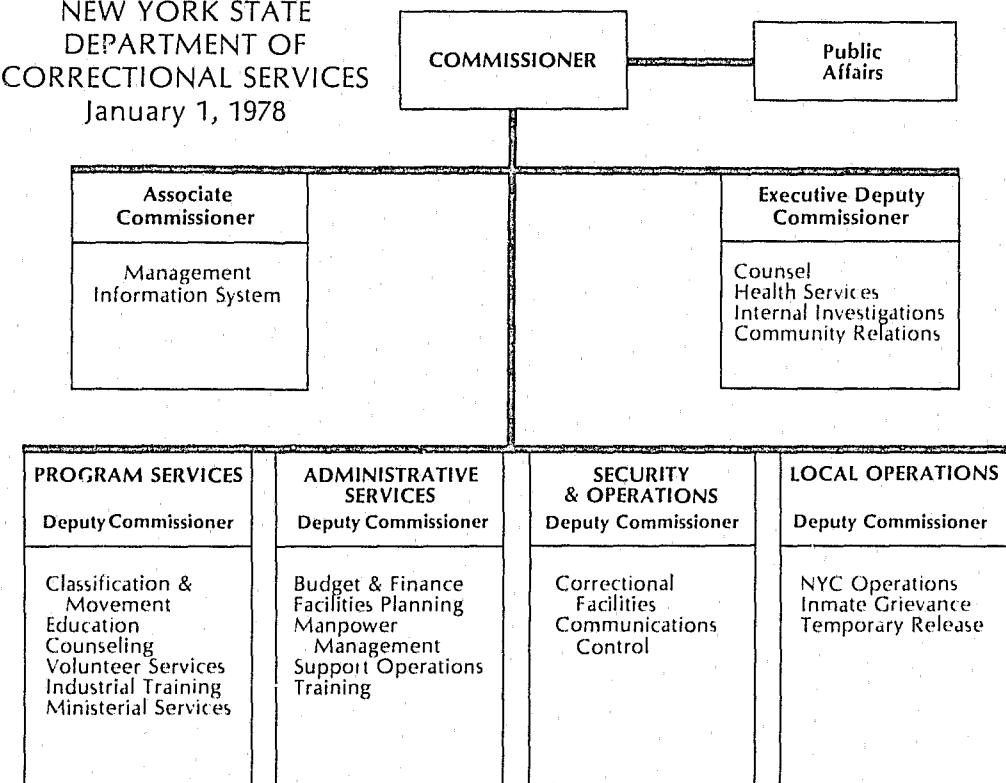 NEW YORK STATE
DEPARTMENT OF
CORRECTIONAL SERVICES
January 1, 1978
COMMISSIONER
Public
Affairs
Associate
Commissioner
Management
Information System
Executive Deputy
Commissioner
Counsel
Health Services
Internal Investigations
Community Relations
PROGRAM SERVICES
Deputy Commissioner
Classification &
Movement
Education
Counseling
Volunteer Services
Industrial Training
Ministerial Services
ADMINISTRATIVE
SERVICES
Deputy Commissioner
Budget & Finance
Facilities Planning
Manpower
Management
Support Operations
Training
SECURITY
& OPERATIONS
Deputy Commissioner
Correctional
Facilities
Communications
Control
LOCAL OPERATIONS
Deputy Commissioner
NYC Operations
Inmate Grievance
Temporary Release